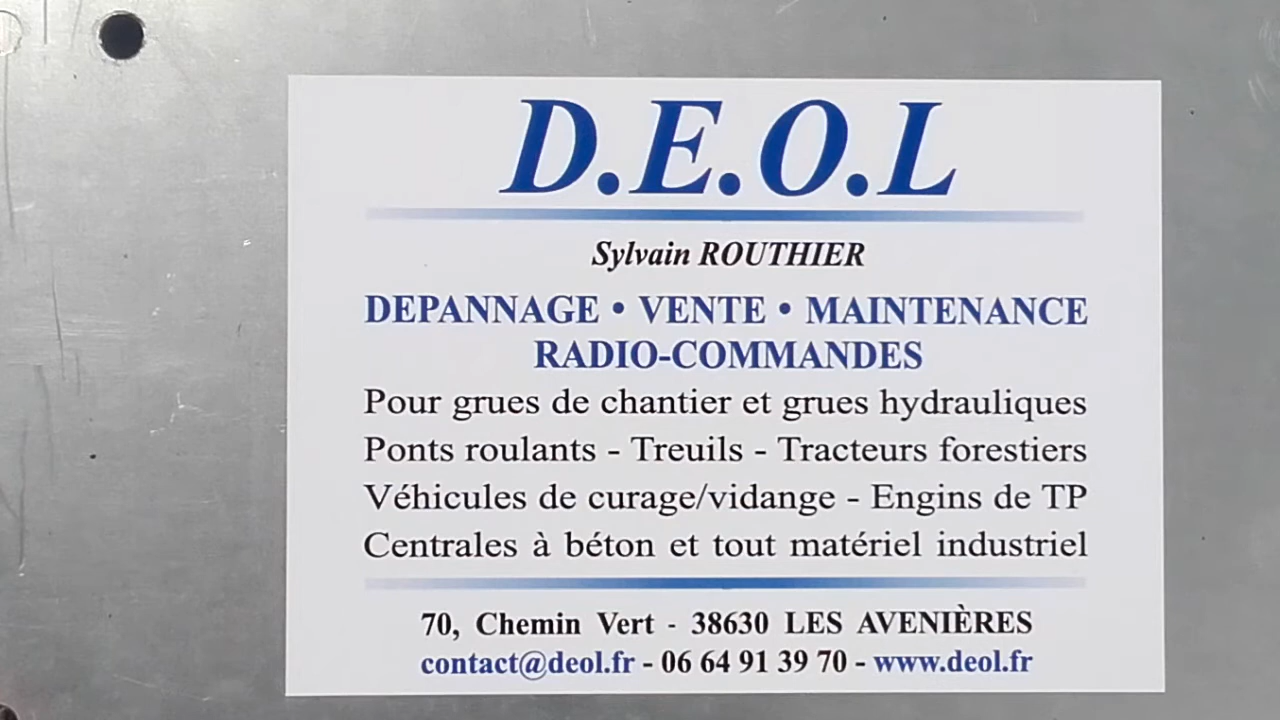 D.E.O.L
Sylvain ROUTHIER
DEPANNAGE • VENTE • MAINTENANCE
RADIO-COMMANDES
Pour grues de chantier et grues hydrauliques
Ponts roulants - Treuils - Tracteurs forestiers
Véhicules de curage/vidange - Engins de TP
Centrales à béton et tout matériel industriel
70, Chemin Vert - 38630 LES AVENIÈRES
contact@deol.fr - 06 64 91 39 70 - www.deol.fr